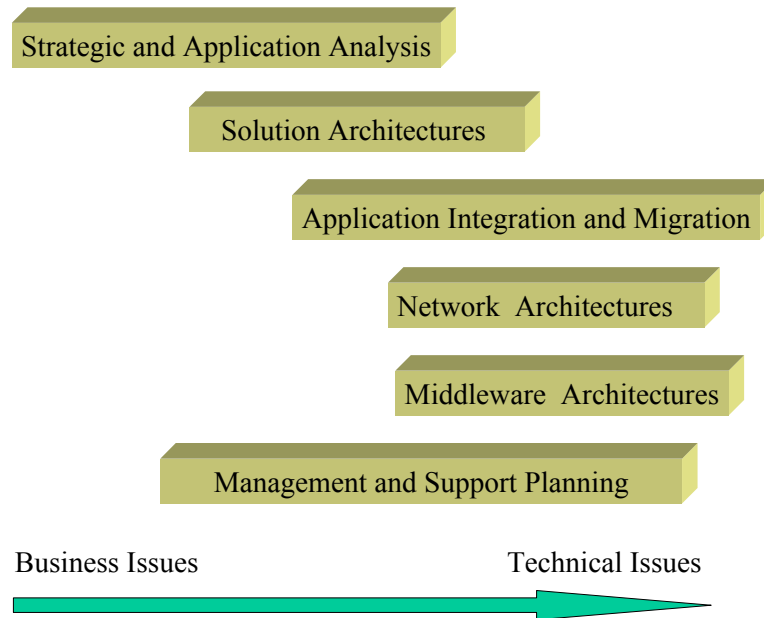 Strategic and Application Analysis
Solution Architectures
Application Integration and Migration
Network Architectures
Middleware Architectures
Management and Support Planning
Business Issues
Technical Issues